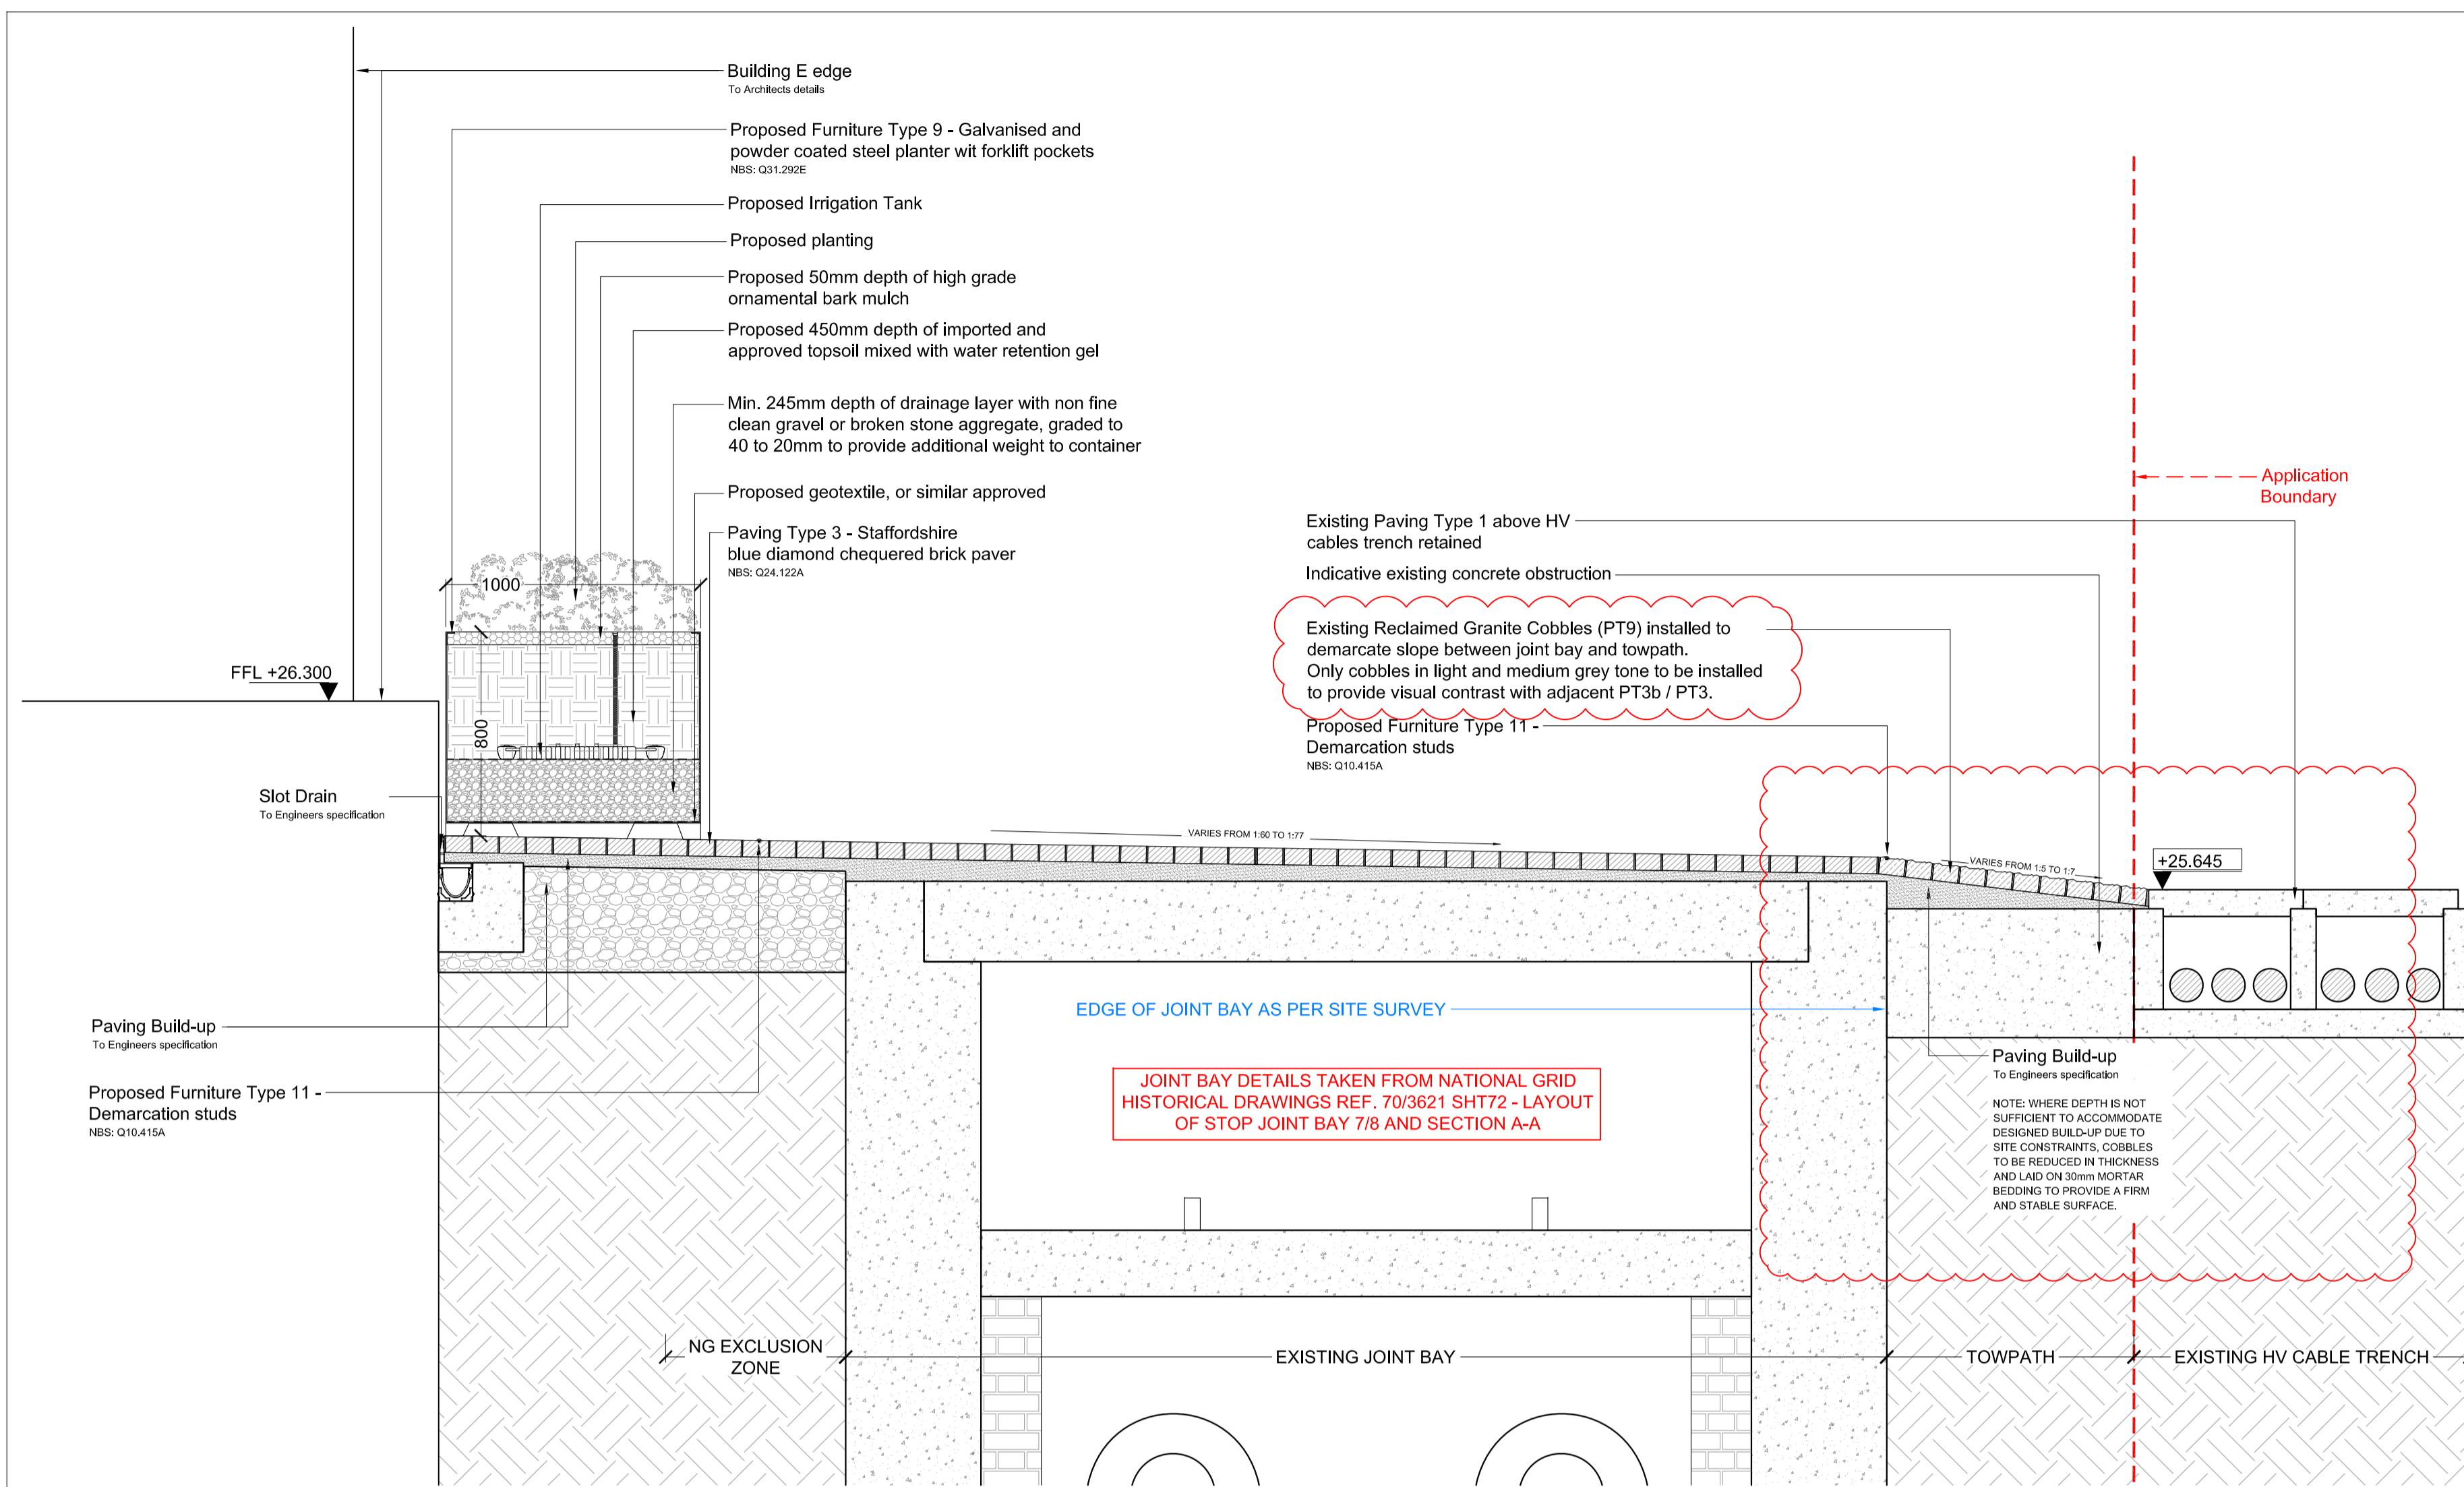 Building E edge
To Architects details
Proposed Furniture Type 9 - Galvanised and
powder coated steel planter wit forklift pockets
NBS: Q31.292E
Proposed Irrigation Tank
Proposed planting
Proposed 50mm depth of high grade
ornamental bark mulch
Proposed 450mm depth of imported and
approved topsoil mixed with water retention gel
Min. 245mm depth of drainage layer with non fine
clean gravel or broken stone aggregate, graded to
40 to 20mm to provide additional weight to container
Proposed geotextile, or similar approved
Paving Type 3 - Staffordshire
blue diamond chequered brick paver
NBS: Q24.122A
1000
800
FFL +26.300
Slot Drain
To Engineers specification
Paving Build-up
To Engineers specification
Proposed Furniture Type 11 -
Demarcation studs
NBS: Q10.415A
Application
Boundary
Existing Paving Type 1 above HV
cables trench retained
Indicative existing concrete obstruction
Existing Reclaimed Granite Cobbles (PT9) installed to
demarcate slope between joint bay and towpath.
Only cobbles in light and medium grey tone to be installed
to provide visual contrast with adjacent PT3b / PT3.
Proposed Furniture Type 11 -
Demarcation studs
NBS: Q10.415A
VARIES FROM 1:60 TO 1:77
VARIES FROM 1:5 TO 1:7
+25.645
EDGE OF JOINT BAY AS PER SITE SURVEY
JOINT BAY DETAILS TAKEN FROM NATIONAL GRID
HISTORICAL DRAWINGS REF. 70/3621 SHT72 - LAYOUT
OF STOP JOINT BAY 7/8 AND SECTION A-A
Paving Build-up
To Engineers specification
NOTE: WHERE DEPTH IS NOT
SUFFICIENT TO ACCOMMODATE
DESIGNED BUILD-UP DUE TO
SITE CONSTRAINTS, COBBLES
TO BE REDUCED IN THICKNESS
AND LAID ON 30mm MORTAR
BEDDING TO PROVIDE A FIRM
AND STABLE SURFACE.
NG EXCLUSION
ZONE
EXISTING JOINT BAY
TOWPATH
EXISTING HV CABLE TRENCH